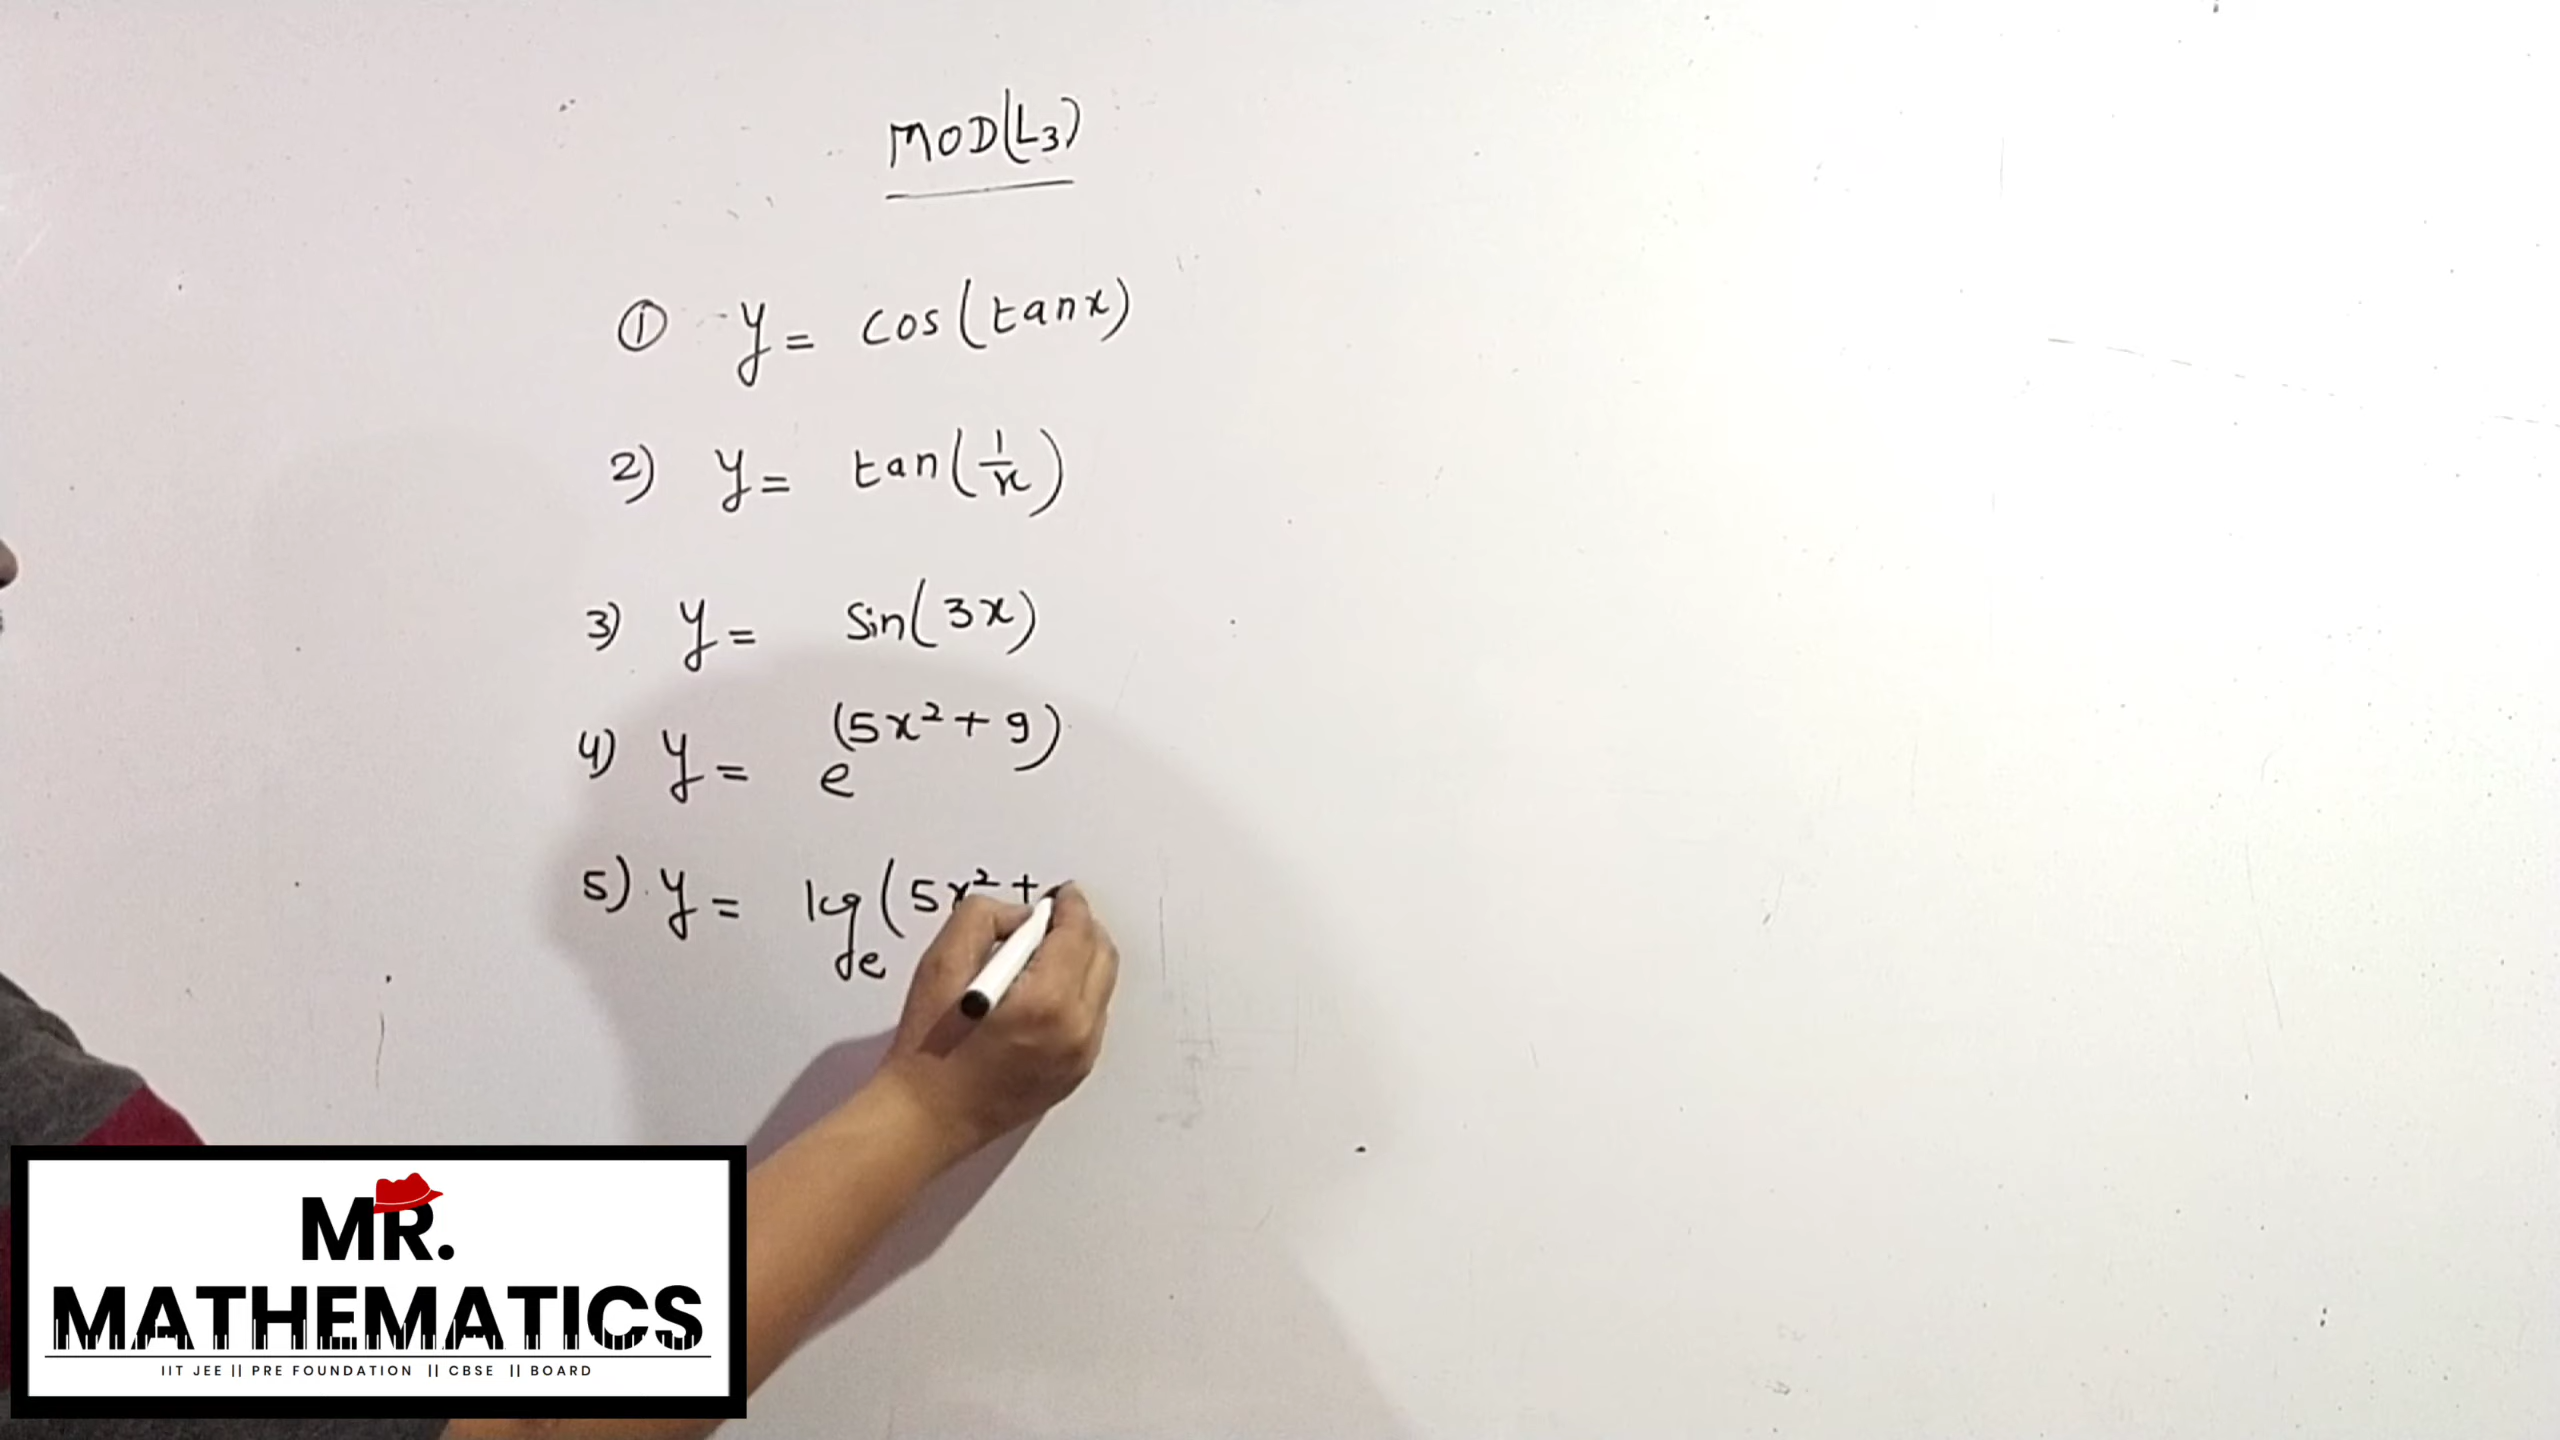 MOD(L3)
① y = cos(tanx)
2) y = tan(1/x)
3) y = Sin(3x)
4) y = e^(5x²+9)
5) y = log e (5x²+
MR.
MATHEMATICS
IIT JEE || PRE FOUNDATION || CBSE || BOARD